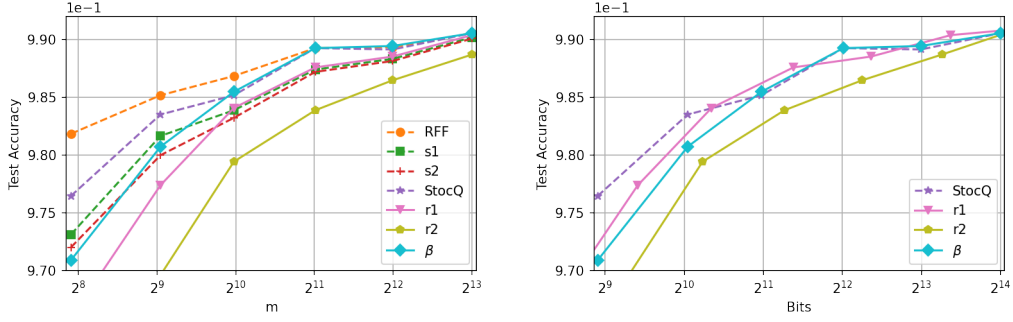 1e−1
Test Accuracy
9.90
9.85
9.80
9.75
9.70
2^8
2^9
2^10
2^11
2^12
2^13
m
RFF
s1
s2
StocQ
r1
r2
β
1e−1
Test Accuracy
9.90
9.85
9.80
9.75
9.70
2^9
2^10
2^11
2^12
2^13
2^14
Bits
StocQ
r1
r2
β